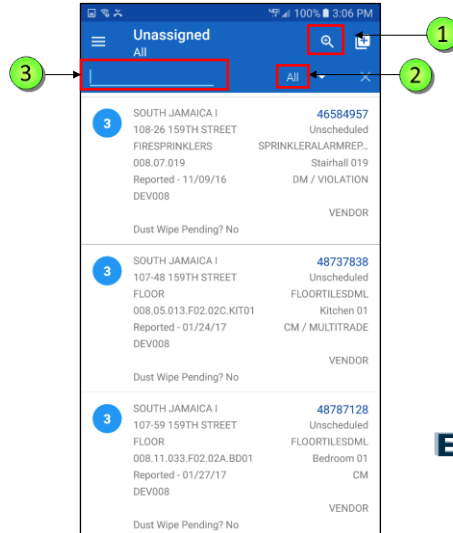 100% 3:06 PM
Unassigned
All
1
3
All
2
3
SOUTH JAMAICA I 46584957
108-26 159TH STREET Unscheduled
FIRESPRINKLERS SPRINKLERALARMREP...
008.07.019 Stairhall 019
Reported - 11/09/16 DM / VIOLATION
DEV008
VENDOR
Dust Wipe Pending? No
3
SOUTH JAMAICA I 48737838
107-48 159TH STREET Unscheduled
FLOOR FLOORTILESDML
008.05.013.F02.02C.KIT01 Kitchen 01
Reported - 01/24/17 CM / MULTITRADE
DEV008
VENDOR
Dust Wipe Pending? No
3
SOUTH JAMAICA I 48787128
107-59 159TH STREET Unscheduled
FLOOR FLOORTILESDML
008.11.033.F02.02A.BD01 Bedroom 01
Reported - 01/27/17 CM
DEV008
VENDOR
Dust Wipe Pending? No